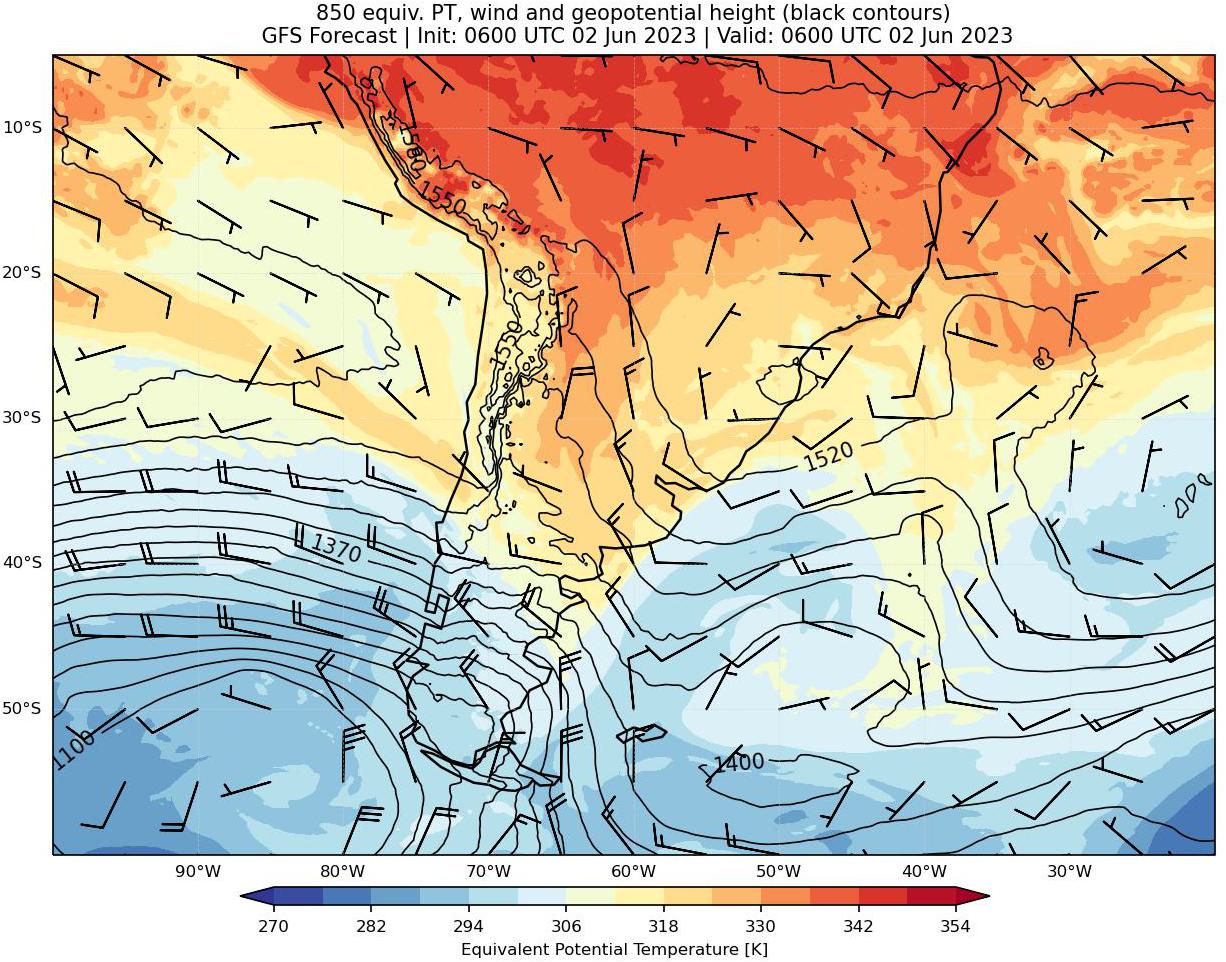 850 equiv. PT, wind and geopotential height (black contours)
GFS Forecast | Init: 0600 UTC 02 Jun 2023 | Valid: 0600 UTC 02 Jun 2023
10°S
1580
1550
20°S
1550
30°S
1520
1370
40°S
50°S
1100
1400
90°W 80°W 70°W 60°W 50°W 40°W 30°W
270 282 294 306 318 330 342 354
Equivalent Potential Temperature [K]